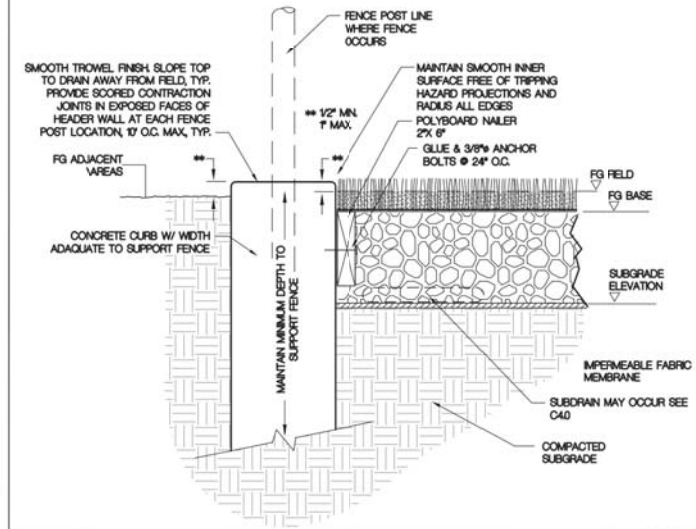 FENCE POST LINE
WHERE FENCE
OCCURS
SMOOTH TROWEL FINISH. SLOPE TOP
TO DRAIN AWAY FROM FIELD, TYP.
PROVIDE SCORED CONTRACTION
JOINTS IN EXPOSED FACES OF
HEADER WALL AT EACH FENCE
POST LOCATION, 10' O.C. MAX, TYP.
** 1/2" MIN.
1" MAX.
MAINTAIN SMOOTH INNER
SURFACE FREE OF TRIPPING
HAZARD PROJECTIONS AND
RADIUS ALL EDGES
POLYBOARD NAILER
2"X 6"
GLUE & 3/8"ø ANCHOR
BOLTS @ 24" O.C.
FG ADJACENT
AREAS
**
**
FG FIELD
FG BASE
CONCRETE CURB W/ WIDTH
ADAQUATE TO SUPPORT FENCE
MAINTAIN MINIMUM DEPTH TO
SUPPORT FENCE
SUBGRADE
ELEVATION
IMPERMEABLE FABRIC
MEMBRANE
SUBDRAIN MAY OCCUR SEE
C4.0
COMPACTED
SUBGRADE